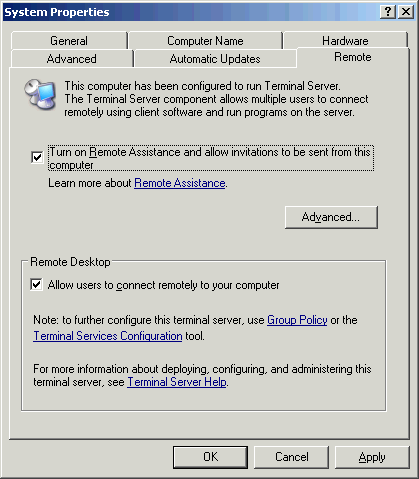 System Properties
General
Computer Name
Hardware
Advanced
Automatic Updates
Remote
This computer has been configured to run Terminal Server.
The Terminal Server component allows multiple users to connect
remotely using client software and run programs on the server.
Turn on Remote Assistance and allow invitations to be sent from this
computer
Learn more about Remote Assistance.
Advanced...
Remote Desktop
Allow users to connect remotely to your computer
Note: to further configure this terminal server, use Group Policy or the
Terminal Services Configuration tool.
For more information about deploying, configuring, and administering this
terminal server, see Terminal Server Help.
OK
Cancel
Apply